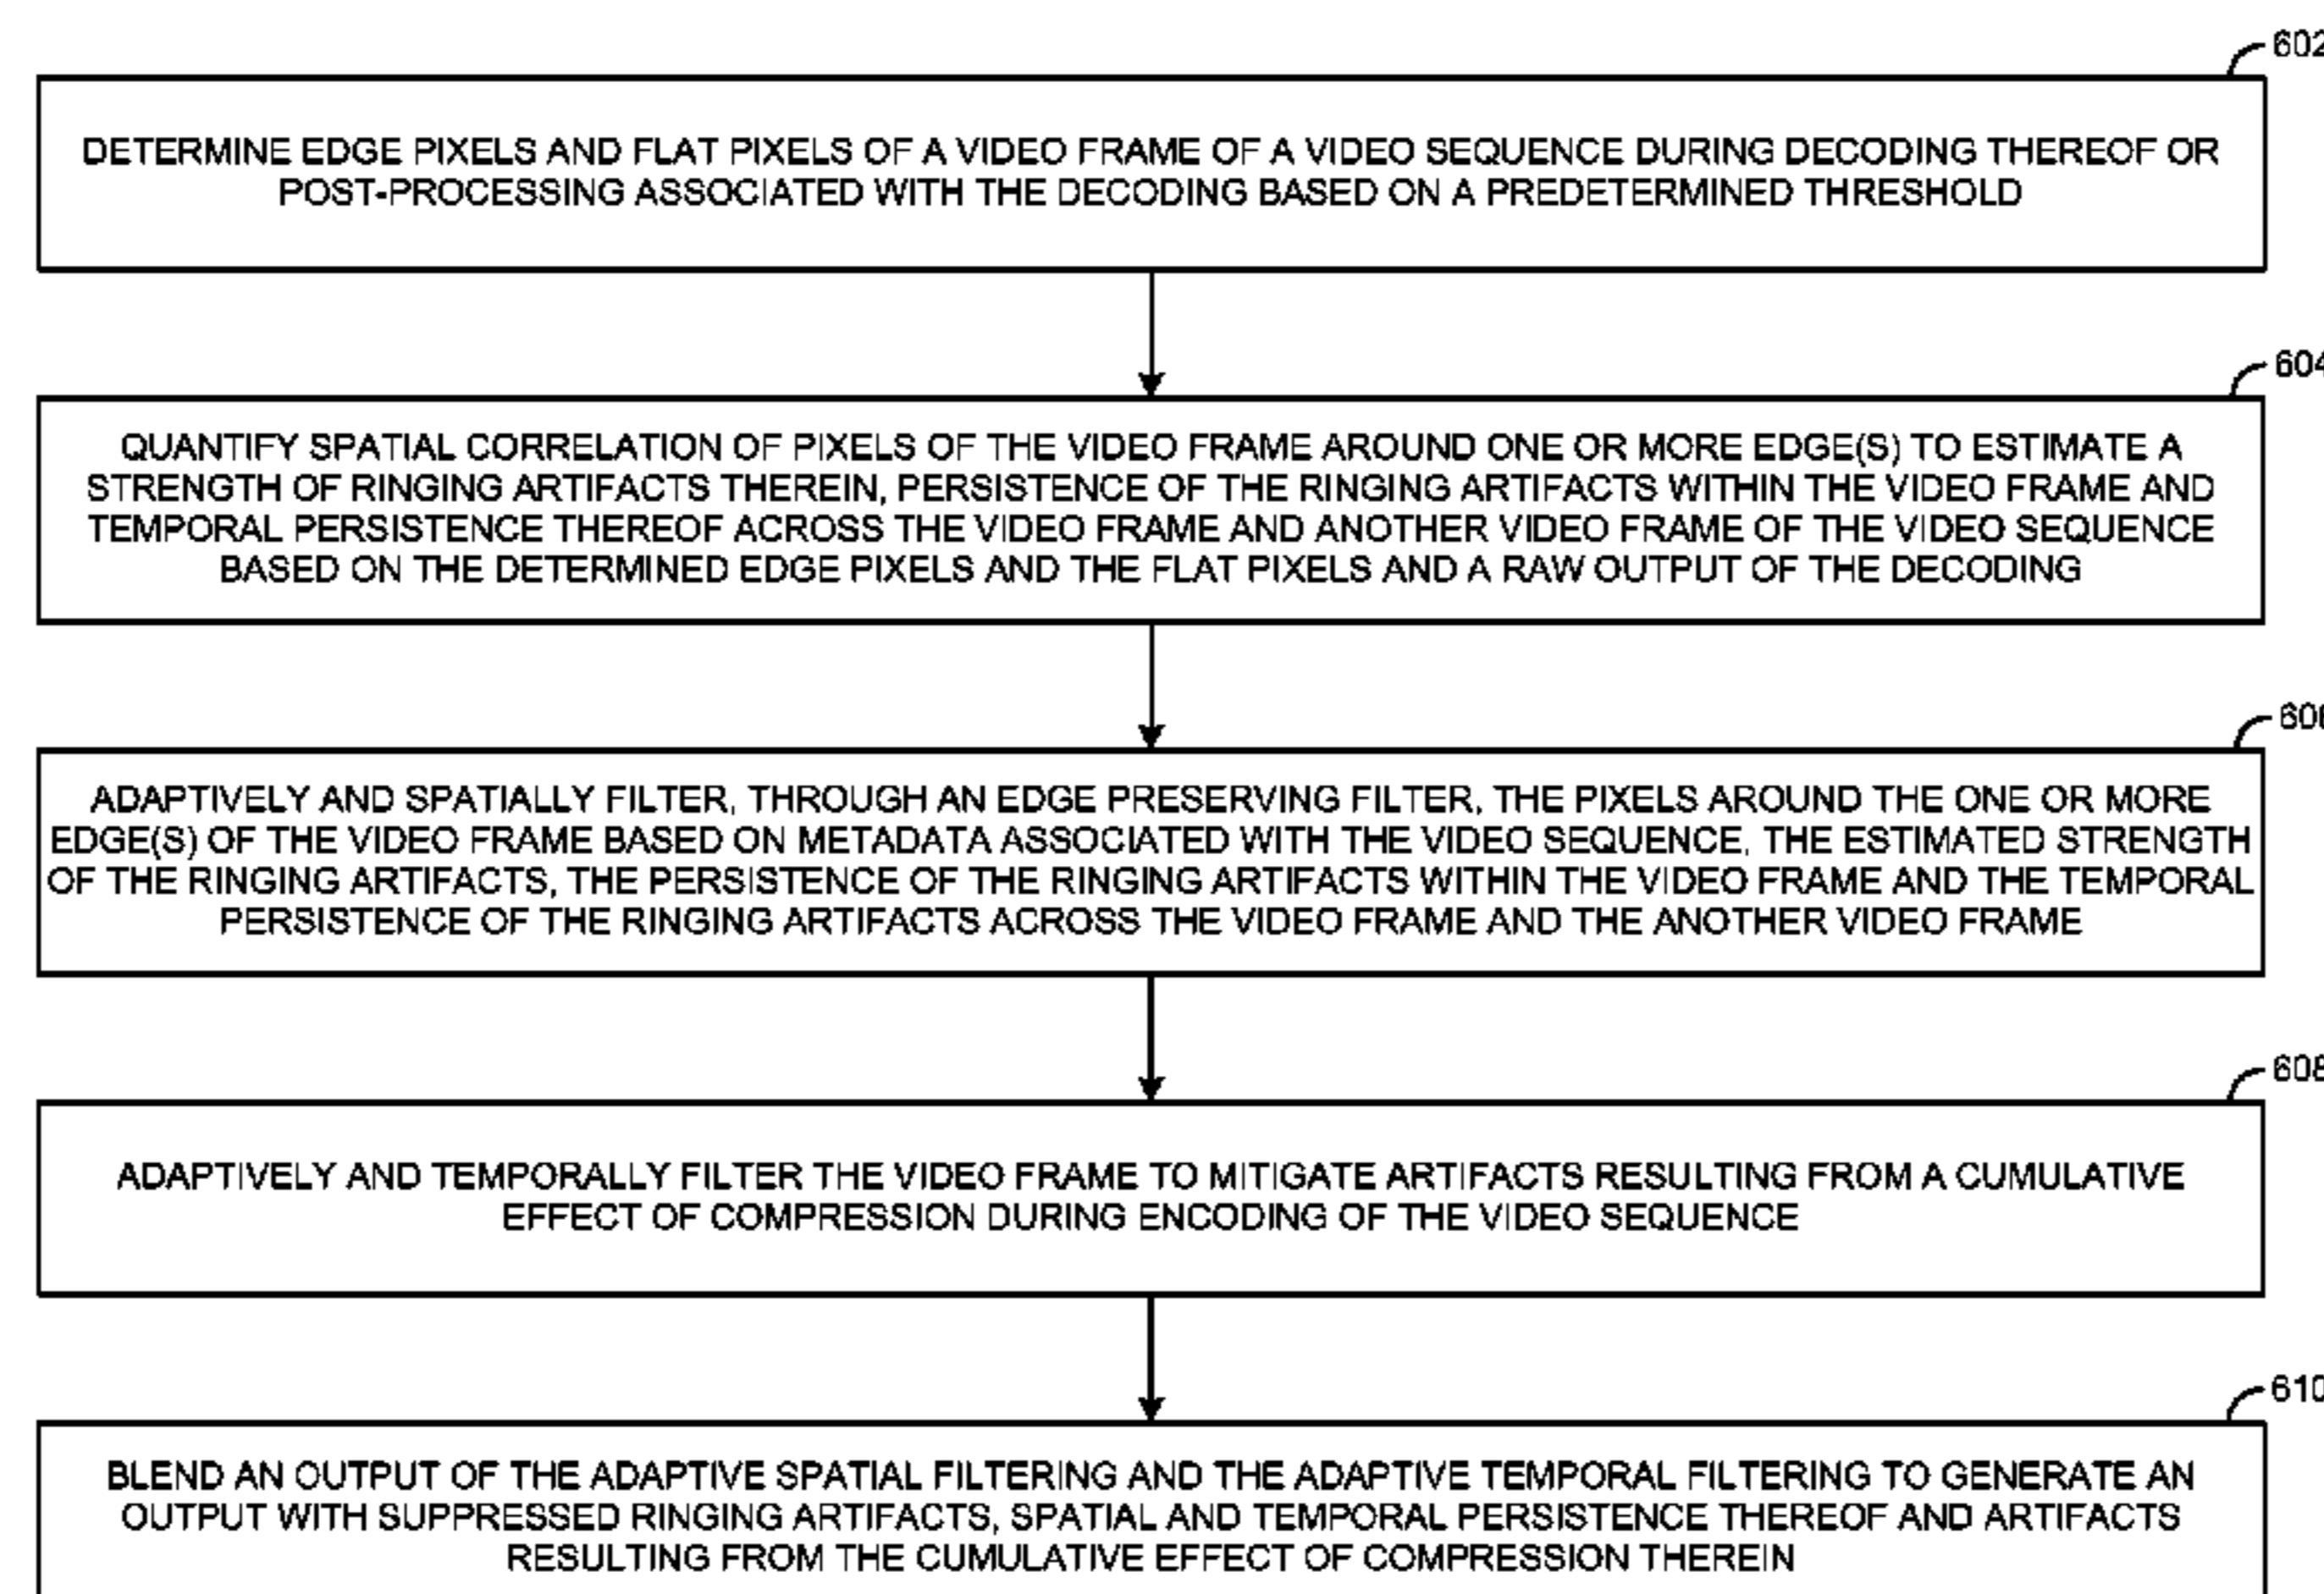 602
DETERMINE EDGE PIXELS AND FLAT PIXELS OF A VIDEO FRAME OF A VIDEO SEQUENCE DURING DECODING THEREOF OR
POST-PROCESSING ASSOCIATED WITH THE DECODING BASED ON A PREDETERMINED THRESHOLD
604
QUANTIFY SPATIAL CORRELATION OF PIXELS OF THE VIDEO FRAME AROUND ONE OR MORE EDGE(S) TO ESTIMATE A
STRENGTH OF RINGING ARTIFACTS THEREIN, PERSISTENCE OF THE RINGING ARTIFACTS WITHIN THE VIDEO FRAME AND
TEMPORAL PERSISTENCE THEREOF ACROSS THE VIDEO FRAME AND ANOTHER VIDEO FRAME OF THE VIDEO SEQUENCE
BASED ON THE DETERMINED EDGE PIXELS AND THE FLAT PIXELS AND A RAW OUTPUT OF THE DECODING
606
ADAPTIVELY AND SPATIALLY FILTER, THROUGH AN EDGE PRESERVING FILTER, THE PIXELS AROUND THE ONE OR MORE
EDGE(S) OF THE VIDEO FRAME BASED ON METADATA ASSOCIATED WITH THE VIDEO SEQUENCE, THE ESTIMATED STRENGTH
OF THE RINGING ARTIFACTS, THE PERSISTENCE OF THE RINGING ARTIFACTS WITHIN THE VIDEO FRAME AND THE TEMPORAL
PERSISTENCE OF THE RINGING ARTIFACTS ACROSS THE VIDEO FRAME AND THE ANOTHER VIDEO FRAME
608
ADAPTIVELY AND TEMPORALLY FILTER THE VIDEO FRAME TO MITIGATE ARTIFACTS RESULTING FROM A CUMULATIVE
EFFECT OF COMPRESSION DURING ENCODING OF THE VIDEO SEQUENCE
610
BLEND AN OUTPUT OF THE ADAPTIVE SPATIAL FILTERING AND THE ADAPTIVE TEMPORAL FILTERING TO GENERATE AN
OUTPUT WITH SUPPRESSED RINGING ARTIFACTS, SPATIAL AND TEMPORAL PERSISTENCE THEREOF AND ARTIFACTS
RESULTING FROM THE CUMULATIVE EFFECT OF COMPRESSION THEREIN